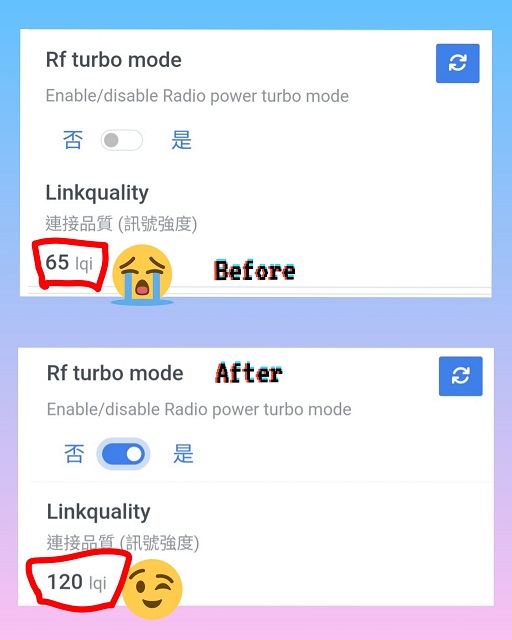 Rf turbo mode
Enable/disable Radio power turbo mode
否 是
Linkquality
連接品質 (訊號強度)
65 lqi
Before
Rf turbo mode
After
Enable/disable Radio power turbo mode
否 是
Linkquality
連接品質 (訊號強度)
120 lqi